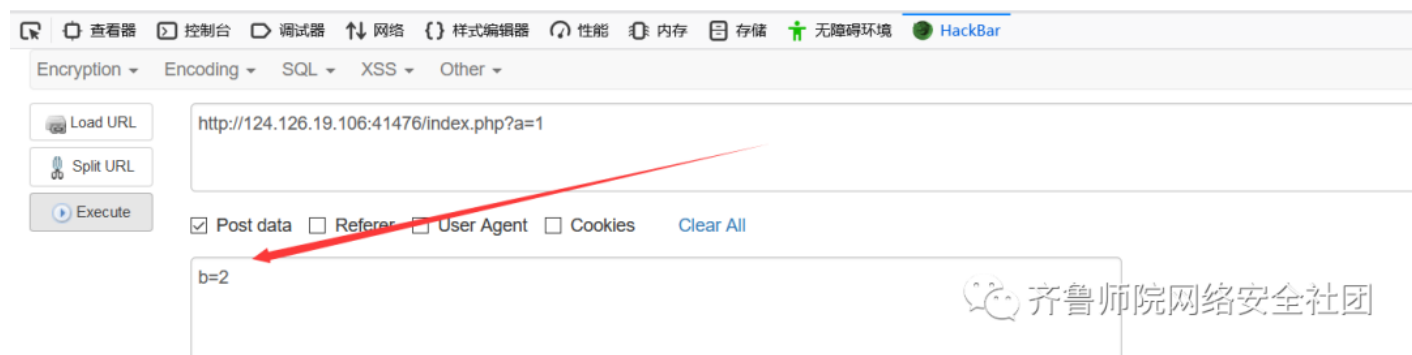 查看器 控制台 调试器 网络 {} 样式编辑器 性能 内存 存储 无障碍环境 HackBar
Encryption Encoding SQL XSS Other
Load URL http://124.126.19.106:41476/index.php?a=1
Split URL
Execute
Post data Referer User Agent Cookies Clear All
b=2
齐鲁师院网络安全社团